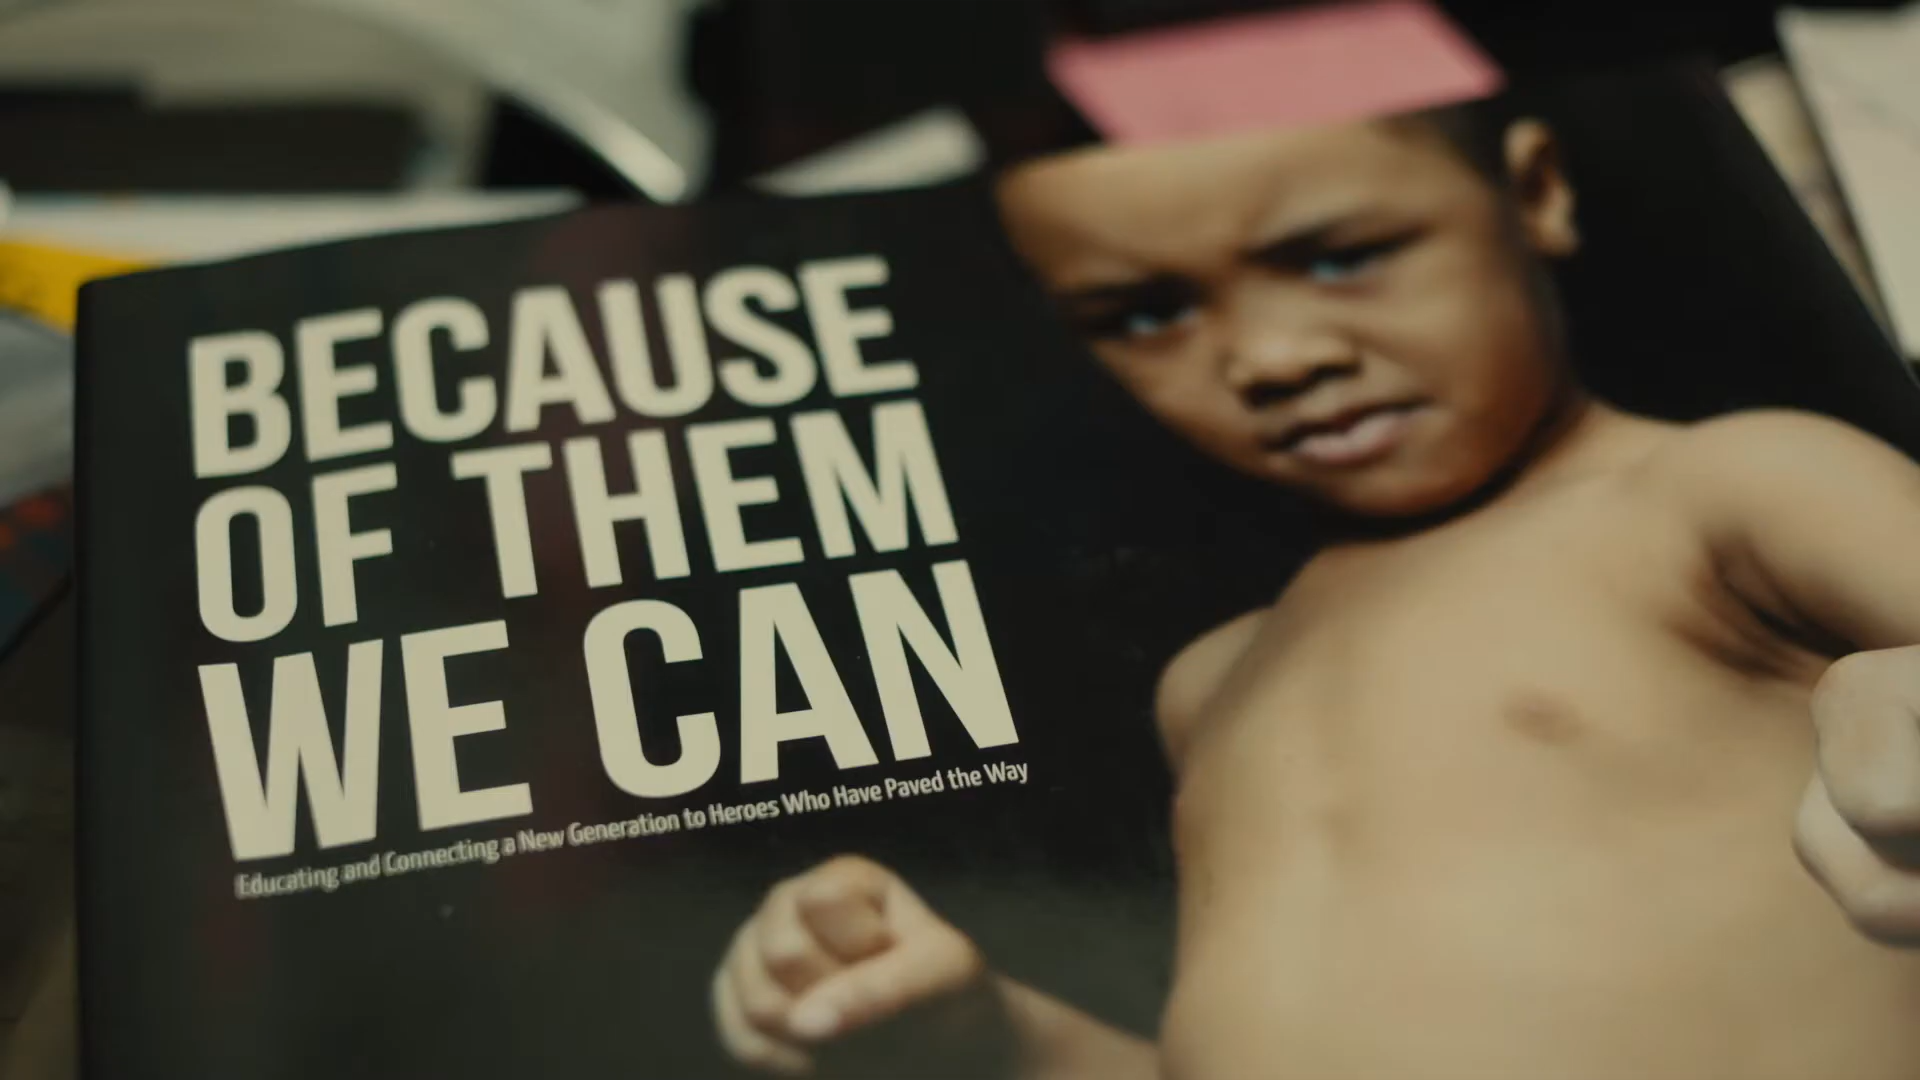 BECAUSE
OF THEM
WE CAN
Educating and Connecting a New Generation to Heroes Who Have Paved the Way